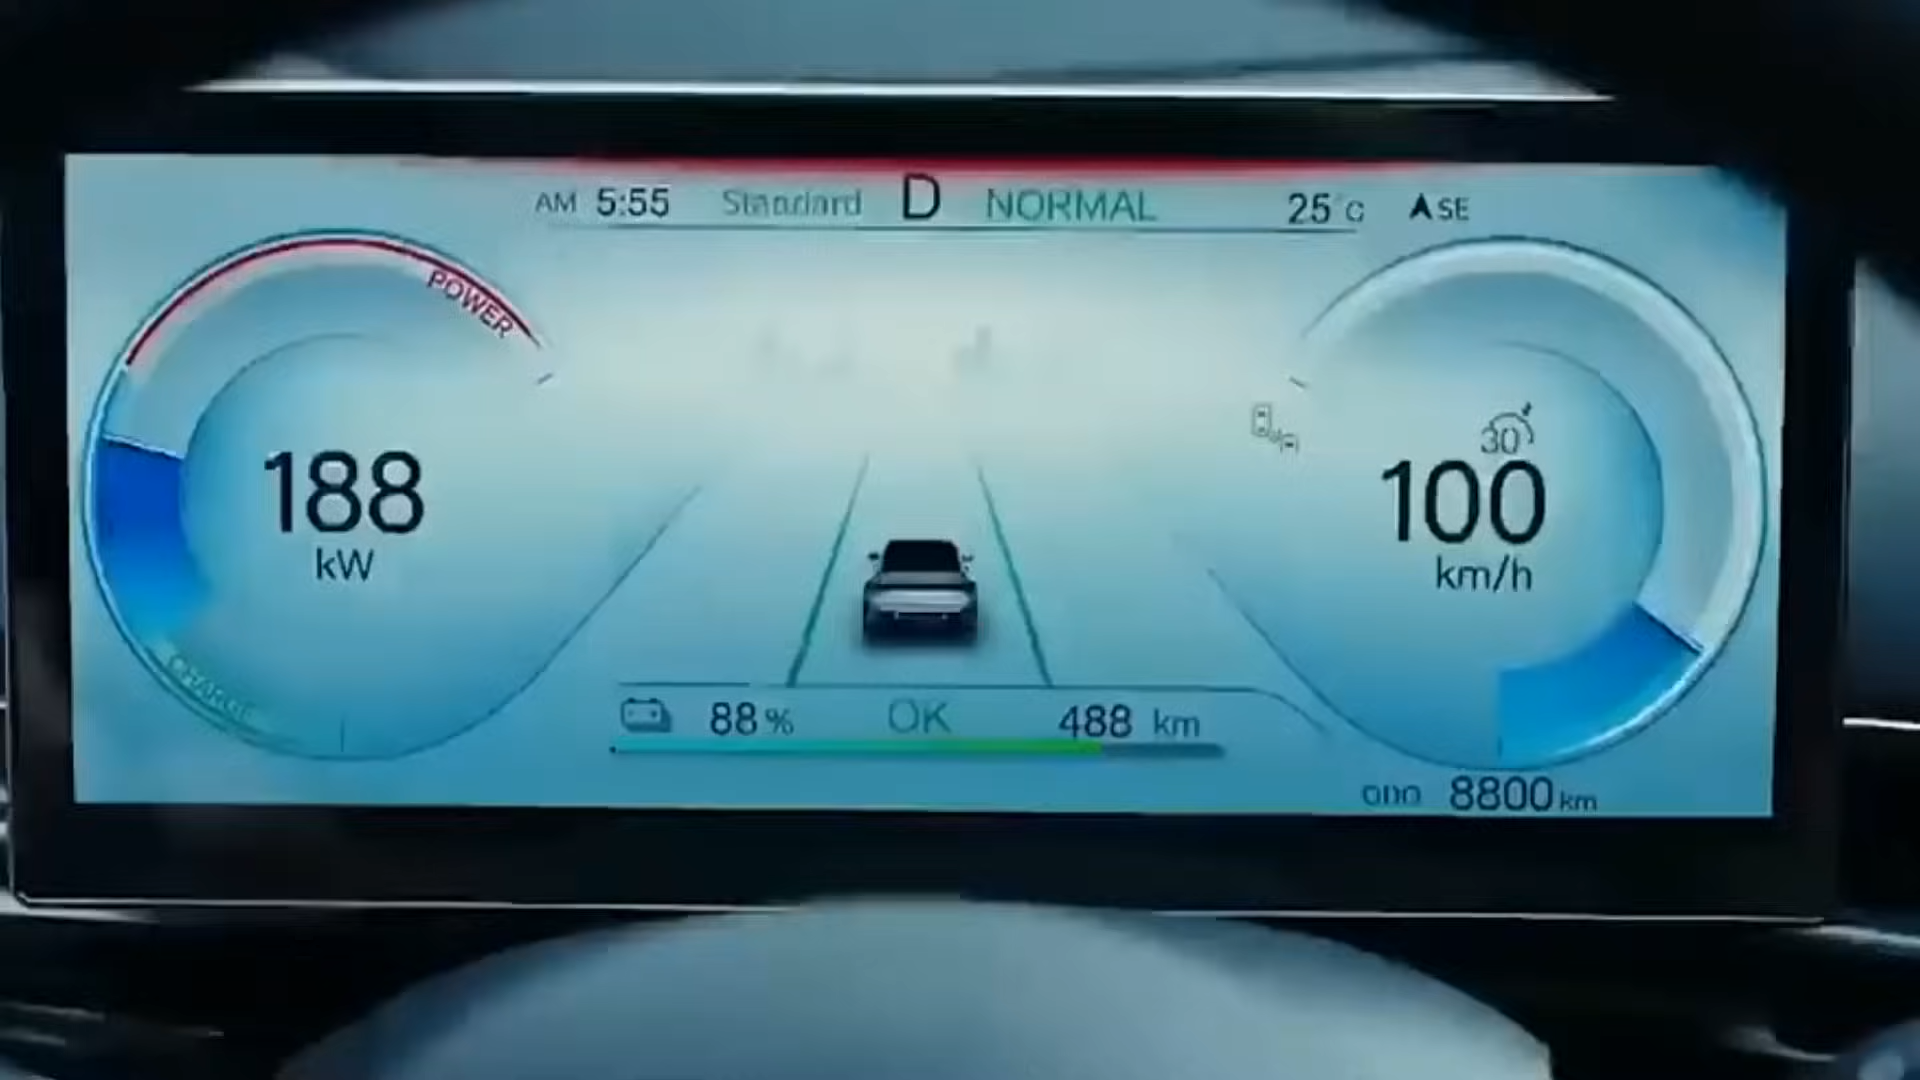 AM 5:55 Standard D NORMAL 25°C SE
POWER
30
188
kW
100
km/h
CHARGE
88% OK 488 km
ODO 8800 km